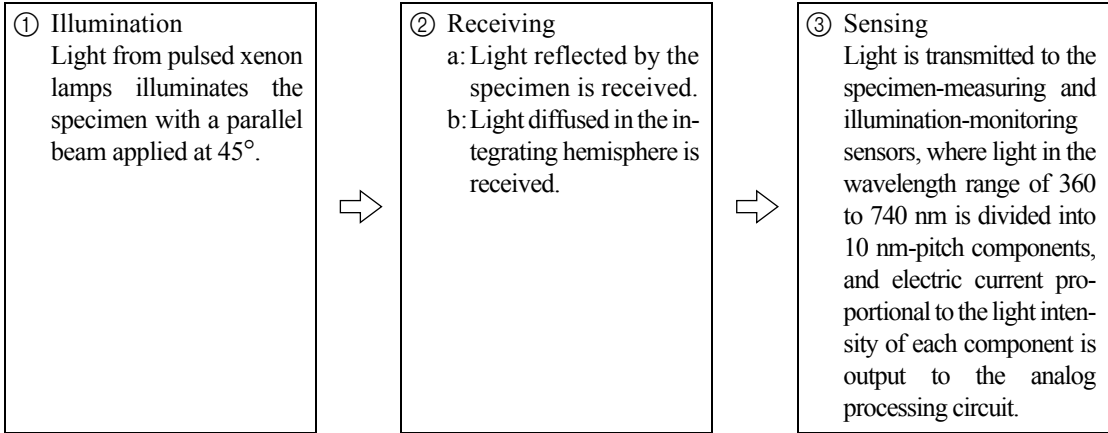 ① Illumination
Light from pulsed xenon
lamps illuminates the
specimen with a parallel
beam applied at 45°.
② Receiving
a: Light reflected by the
specimen is received.
b: Light diffused in the in-
tegrating hemisphere is
received.
③ Sensing
Light is transmitted to the
specimen-measuring and
illumination-monitoring
sensors, where light in the
wavelength range of 360
to 740 nm is divided into
10 nm-pitch components,
and electric current pro-
portional to the light inten-
sity of each component is
output to the analog
processing circuit.